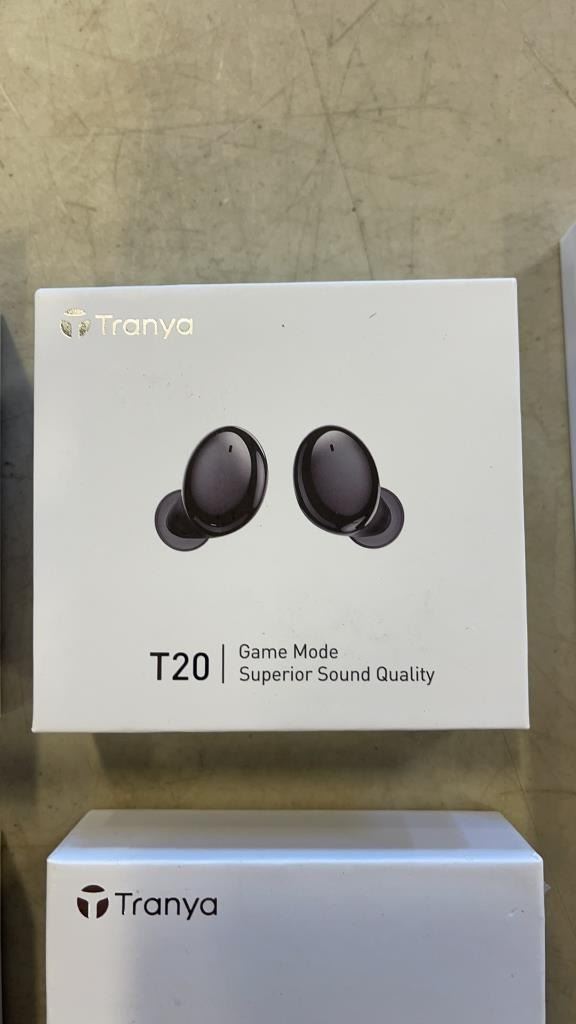 Tranya
T20
Game Mode
Superior Sound Quality
Tranya